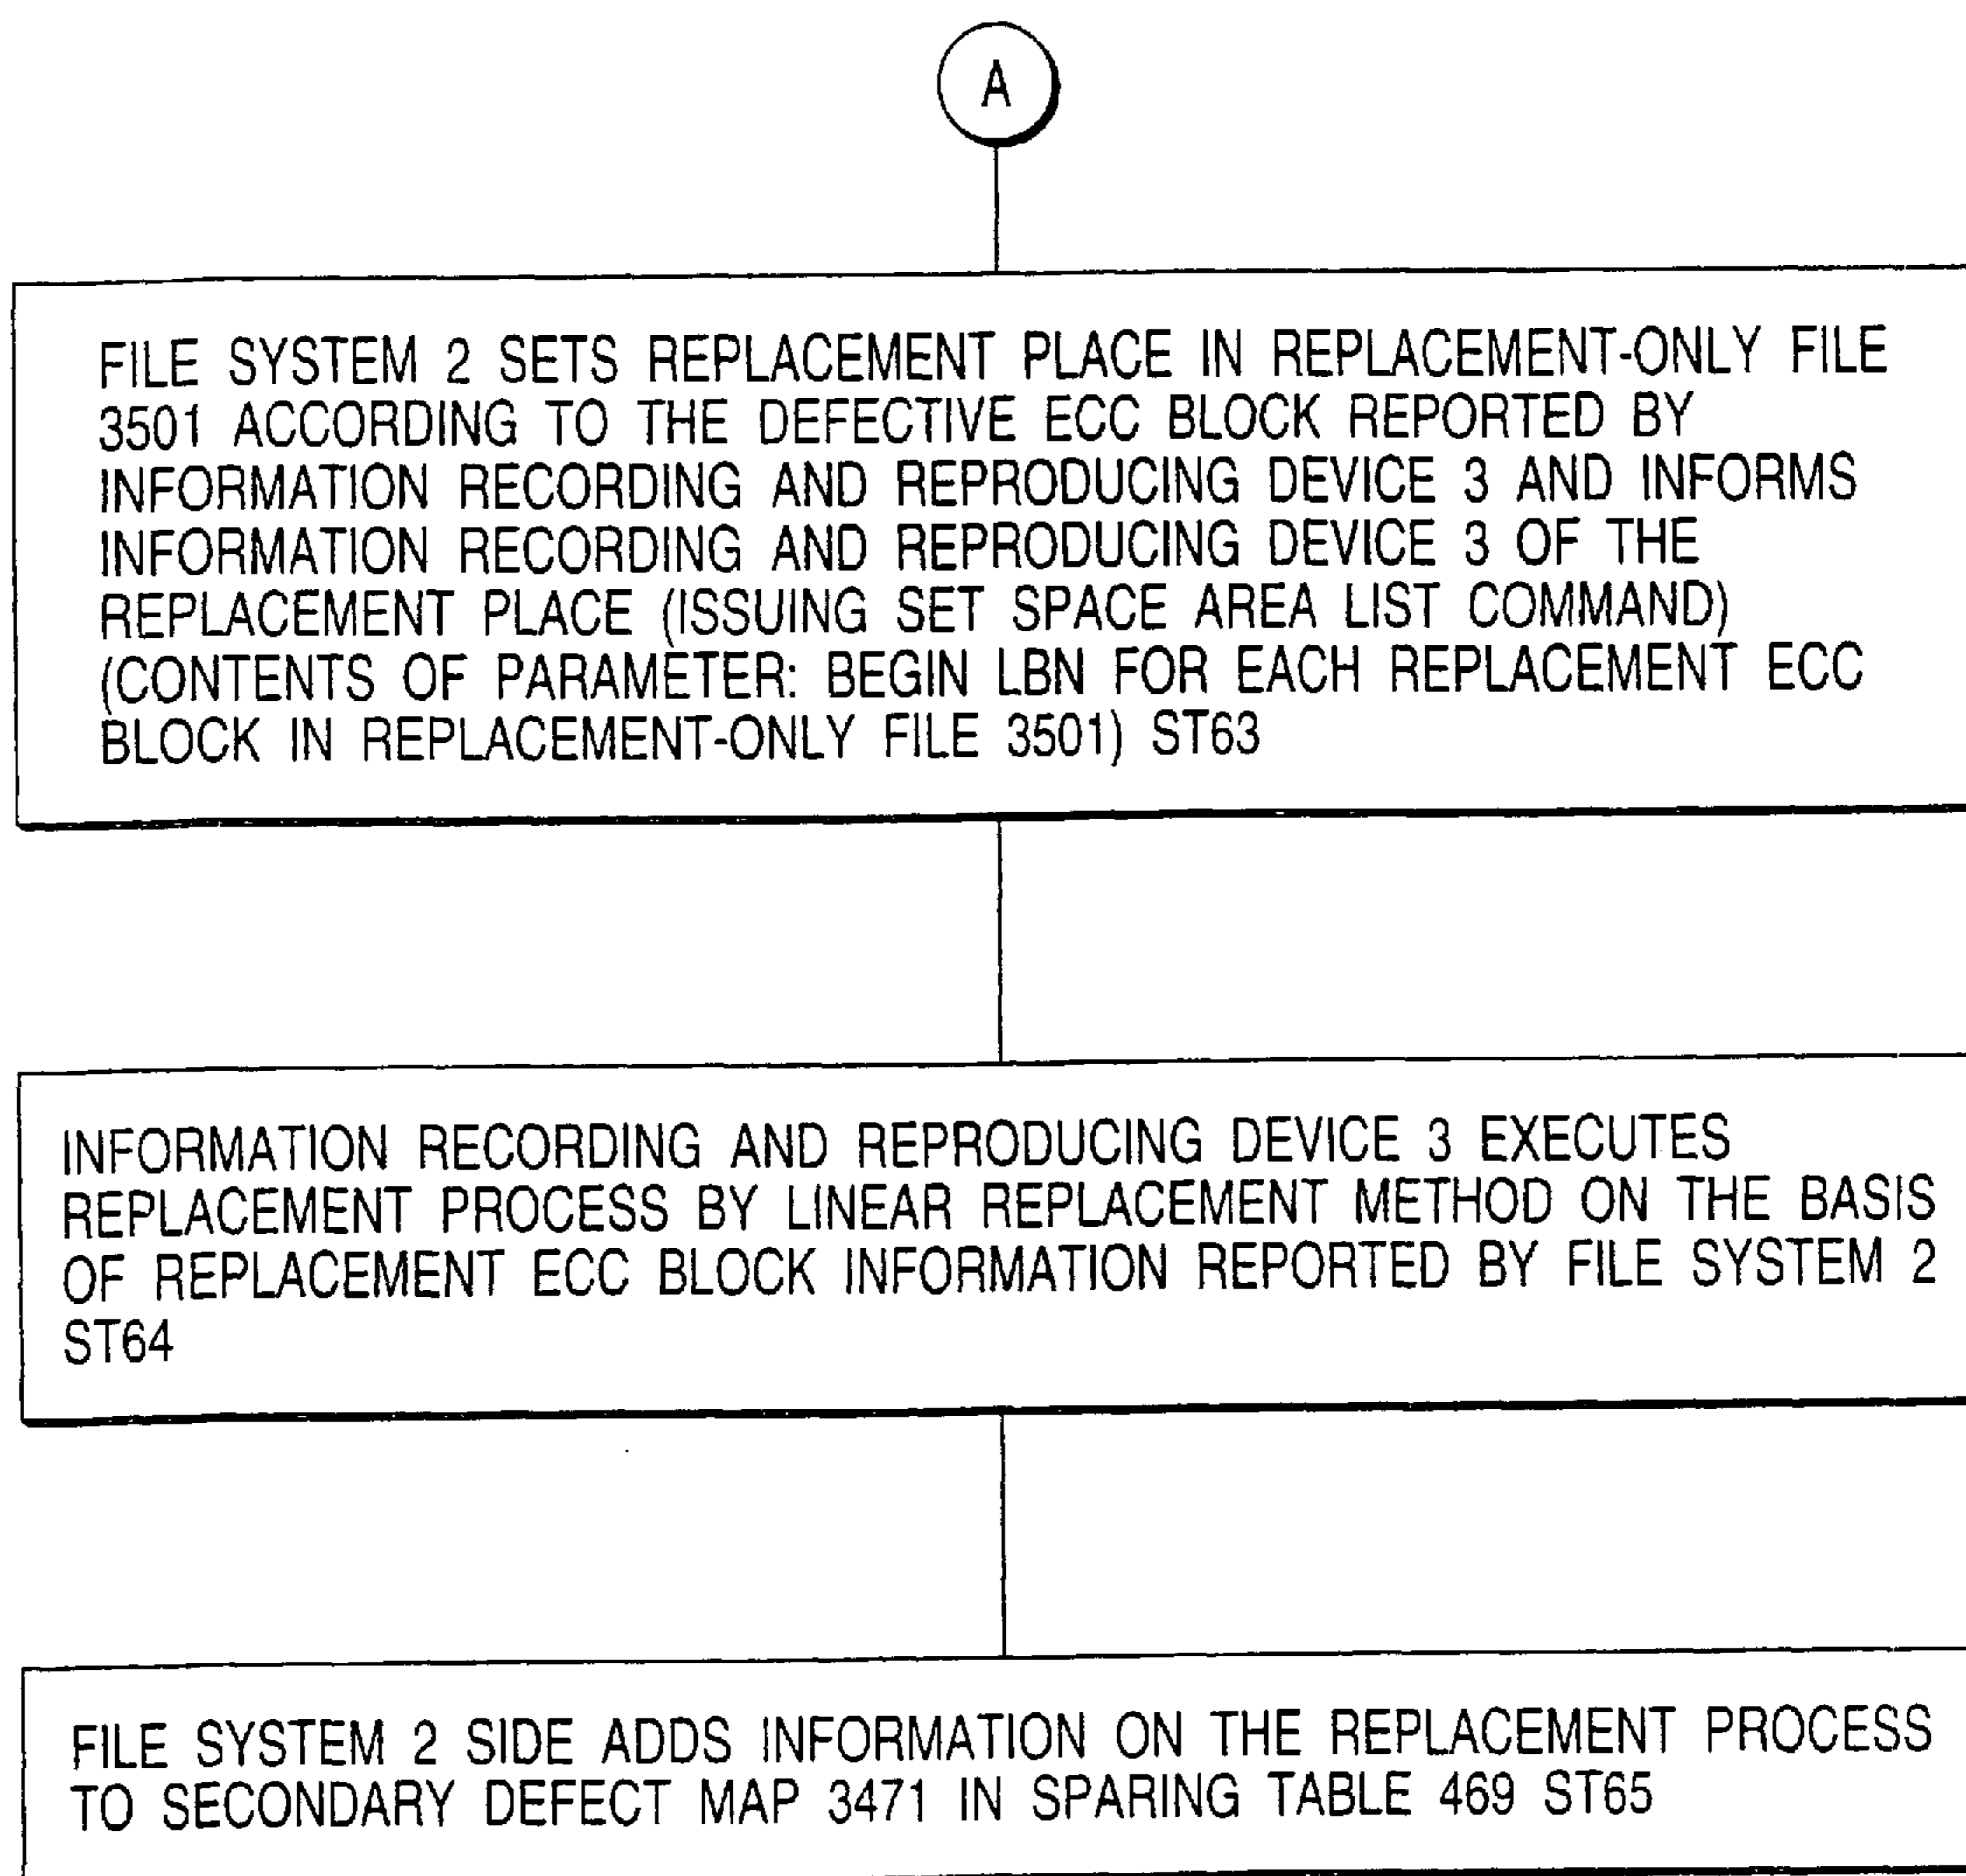 A
FILE SYSTEM 2 SETS REPLACEMENT PLACE IN REPLACEMENT-ONLY FILE
3501 ACCORDING TO THE DEFECTIVE ECC BLOCK REPORTED BY
INFORMATION RECORDING AND REPRODUCING DEVICE 3 AND INFORMS
INFORMATION RECORDING AND REPRODUCING DEVICE 3 OF THE
REPLACEMENT PLACE (ISSUING SET SPACE AREA LIST COMMAND)
(CONTENTS OF PARAMETER: BEGIN LBN FOR EACH REPLACEMENT ECC
BLOCK IN REPLACEMENT-ONLY FILE 3501) ST63
INFORMATION RECORDING AND REPRODUCING DEVICE 3 EXECUTES
REPLACEMENT PROCESS BY LINEAR REPLACEMENT METHOD ON THE BASIS
OF REPLACEMENT ECC BLOCK INFORMATION REPORTED BY FILE SYSTEM 2
ST64
FILE SYSTEM 2 SIDE ADDS INFORMATION ON THE REPLACEMENT PROCESS
TO SECONDARY DEFECT MAP 3471 IN SPARING TABLE 469 ST65